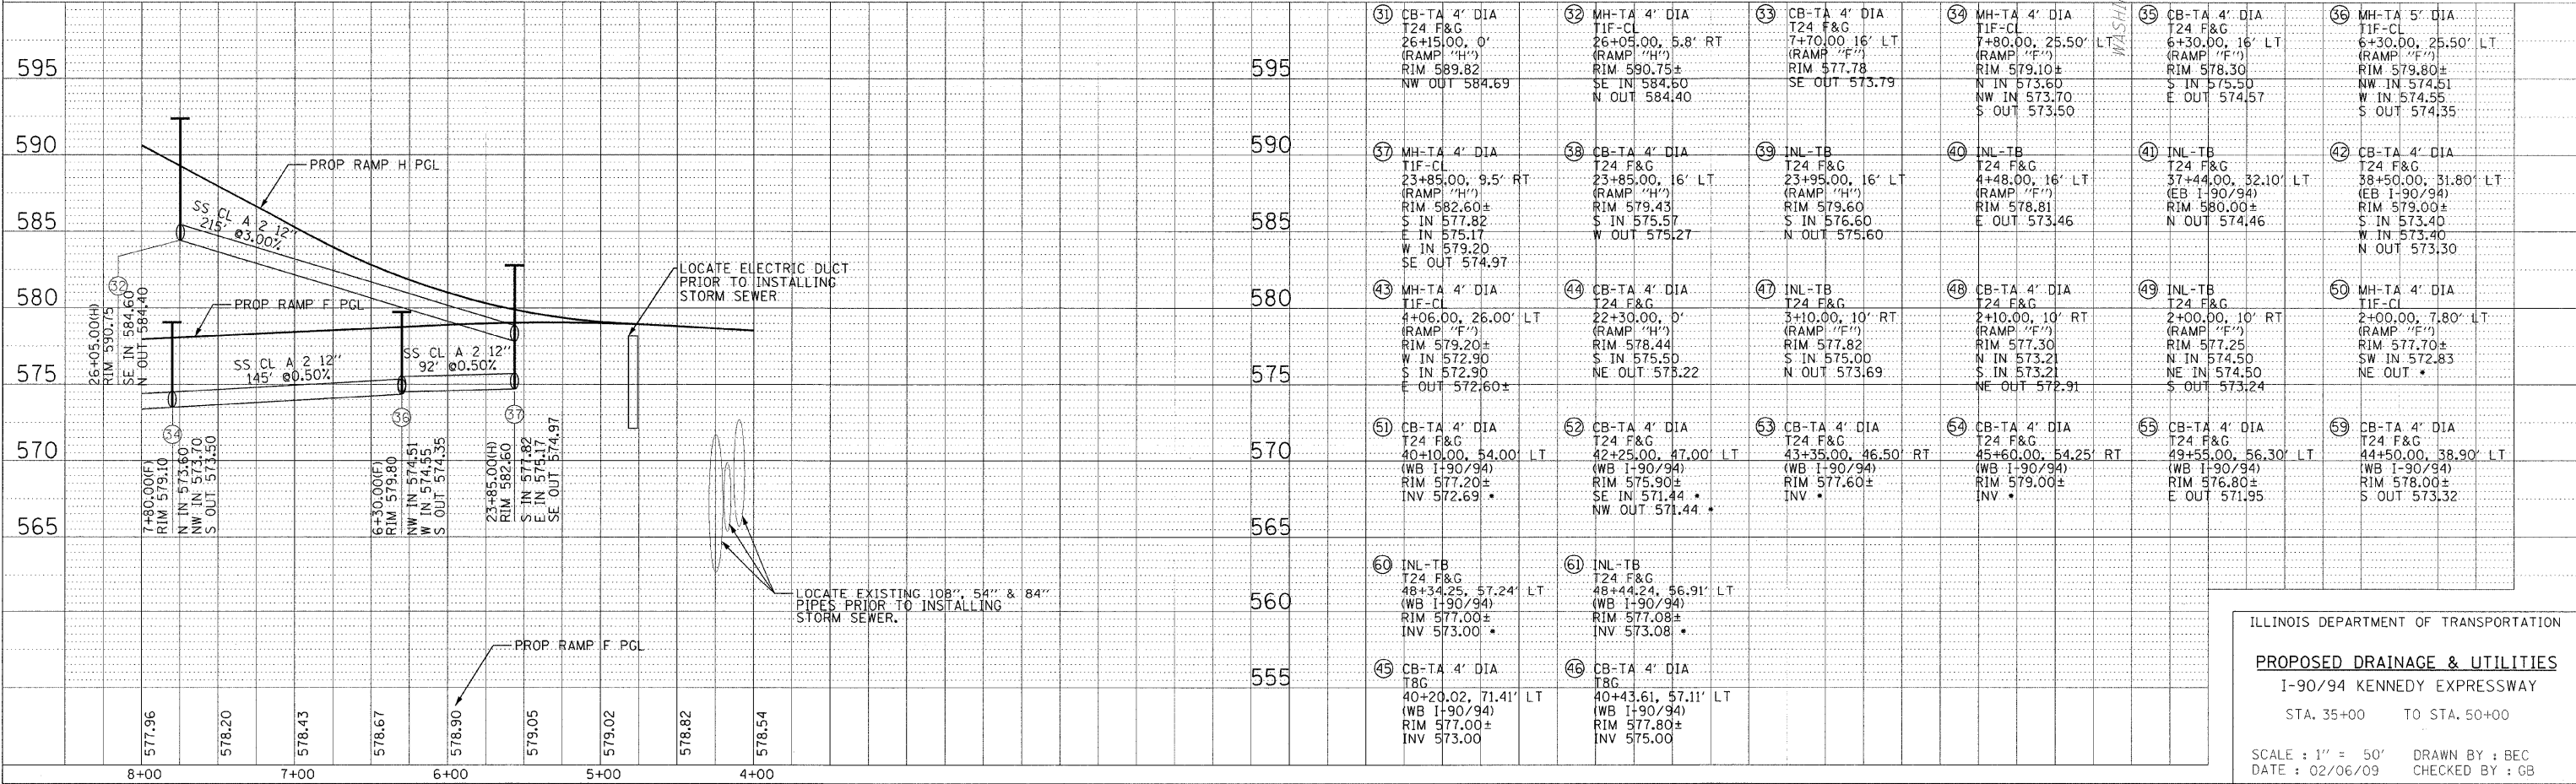 595
590
585
580
575
570
565
PROP RAMP H PGL
SS CL A 2 12"
215' @3.00%
PROP RAMP F PGL
LOCATE ELECTRIC DUCT
PRIOR TO INSTALLING
STORM SEWER
SS CL A 2 12"
145' @0.50%
SS CL A 2 12"
92' @0.50%
32
26+05.00(H)
RIM 590.75
SE IN 584.60
N OUT 584.40
34
7+80.00(F)
RIM 579.10
N IN 573.60
NW IN 573.70
S OUT 573.50
36
6+30.00(F)
RIM 579.80
NW IN 574.51
W IN 574.55
S OUT 574.35
37
23+85.00(H)
RIM 582.60
S IN 577.82
E IN 575.17
SE OUT 574.97
LOCATE EXISTING 108", 54" & 84"
PIPES PRIOR TO INSTALLING
STORM SEWER.
PROP RAMP F PGL
577.96
578.20
578.43
578.67
578.90
579.05
579.02
578.82
578.54
8+00
7+00
6+00
5+00
4+00
595
590
585
580
575
570
565
560
555
31 CB-TA 4' DIA
T24 F&G
26+15.00, 0'
(RAMP "H")
RIM 589.82
NW OUT 584.69
32 MH-TA 4' DIA
T1F-CL
26+05.00, 5.8' RT
(RAMP "H")
RIM 590.75±
SE IN 584.60
N OUT 584.40
33 CB-TA 4' DIA
T24 F&G
7+70.00 16' LT
(RAMP "F")
RIM 577.78
SE OUT 573.79
34 MH-TA 4' DIA
T1F-CL
7+80.00, 25.50' LT
(RAMP "F")
RIM 579.10±
N IN 573.60
NW IN 573.70
S OUT 573.50
35 CB-TA 4' DIA
T24 F&G
6+30.00, 16' LT
(RAMP "F")
RIM 578.30
S IN 575.50
E OUT 574.57
36 MH-TA 5' DIA
T1F-CL
6+30.00, 25.50' LT
(RAMP "F")
RIM 579.80±
NW IN 574.51
W IN 574.55
S OUT 574.35
37 MH-TA 4' DIA
T1F-CL
23+85.00, 9.5' RT
(RAMP "H")
RIM 582.60±
S IN 577.82
E IN 575.17
W IN 579.20
SE OUT 574.97
38 CB-TA 4' DIA
T24 F&G
23+85.00, 16' LT
(RAMP "H")
RIM 579.43
S IN 575.57
W OUT 575.27
39 INL-TB
T24 F&G
23+95.00, 16' LT
(RAMP "H")
RIM 579.60
S IN 576.60
N OUT 575.60
40 INL-TB
T24 F&G
4+48.00, 16' LT
(RAMP "F")
RIM 578.81
E OUT 573.46
41 INL-TB
T24 F&G
37+44.00, 32.10' LT
(EB I-90/94)
RIM 580.00±
N OUT 574.46
42 CB-TA 4' DIA
T24 F&G
38+50.00, 31.80' LT
(EB I-90/94)
RIM 579.00±
S IN 573.40
W IN 573.40
N OUT 573.30
43 MH-TA 4' DIA
T1F-CL
4+06.00, 26.00' LT
(RAMP "F")
RIM 579.20±
W IN 572.90
S IN 572.90
E OUT 572.60±
44 CB-TA 4' DIA
T24 F&G
22+30.00, 0'
(RAMP "H")
RIM 578.44
S IN 575.50
NE OUT 573.22
47 INL-TB
T24 F&G
3+10.00, 10' RT
(RAMP "F")
RIM 577.82
S IN 575.00
N OUT 573.69
48 CB-TA 4' DIA
T24 F&G
2+10.00, 10' RT
(RAMP "F")
RIM 577.30
N IN 573.21
S IN 573.21
NE OUT 572.91
49 INL-TB
T24 F&G
2+00.00, 10' RT
(RAMP "F")
RIM 577.25
N IN 574.50
NE IN 574.50
S OUT 573.24
50 MH-TA 4' DIA
T1F-CL
2+00.00, 7.80' LT
(RAMP "F")
RIM 577.70±
SW IN 572.83
NE OUT *
51 CB-TA 4' DIA
T24 F&G
40+10.00, 54.00' LT
(WB I-90/94)
RIM 577.20±
INV 572.69 *
52 CB-TA 4' DIA
T24 F&G
42+25.00, 47.00' LT
(WB I-90/94)
RIM 575.90±
SE IN 571.44 *
NW OUT 571.44 *
53 CB-TA 4' DIA
T24 F&G
43+35.00, 46.50' RT
(WB I-90/94)
RIM 577.60±
INV *
54 CB-TA 4' DIA
T24 F&G
45+60.00, 54.25' RT
(WB I-90/94)
RIM 579.00±
INV *
55 CB-TA 4' DIA
T24 F&G
49+55.00, 56.30' LT
(WB I-90/94)
RIM 576.80±
E OUT 571.95
59 CB-TA 4' DIA
T24 F&G
44+50.00, 38.90' LT
(WB I-90/94)
RIM 578.00±
S OUT 573.32
60 INL-TB
T24 F&G
48+34.25, 57.24' LT
(WB I-90/94)
RIM 577.00±
INV 573.00 *
61 INL-TB
T24 F&G
48+44.24, 56.91' LT
(WB I-90/94)
RIM 577.08±
INV 573.08 *
45 CB-TA 4' DIA
T8G
40+20.02, 71.41' LT
(WB I-90/94)
RIM 577.00±
INV 573.00
46 CB-TA 4' DIA
T8G
40+43.61, 57.11' LT
(WB I-90/94)
RIM 577.80±
INV 575.00
ILLINOIS DEPARTMENT OF TRANSPORTATION
PROPOSED DRAINAGE & UTILITIES
I-90/94 KENNEDY EXPRESSWAY
STA. 35+00 TO STA. 50+00
SCALE : 1" = 50' DRAWN BY : BEC
DATE : 02/06/09 CHECKED BY : GB